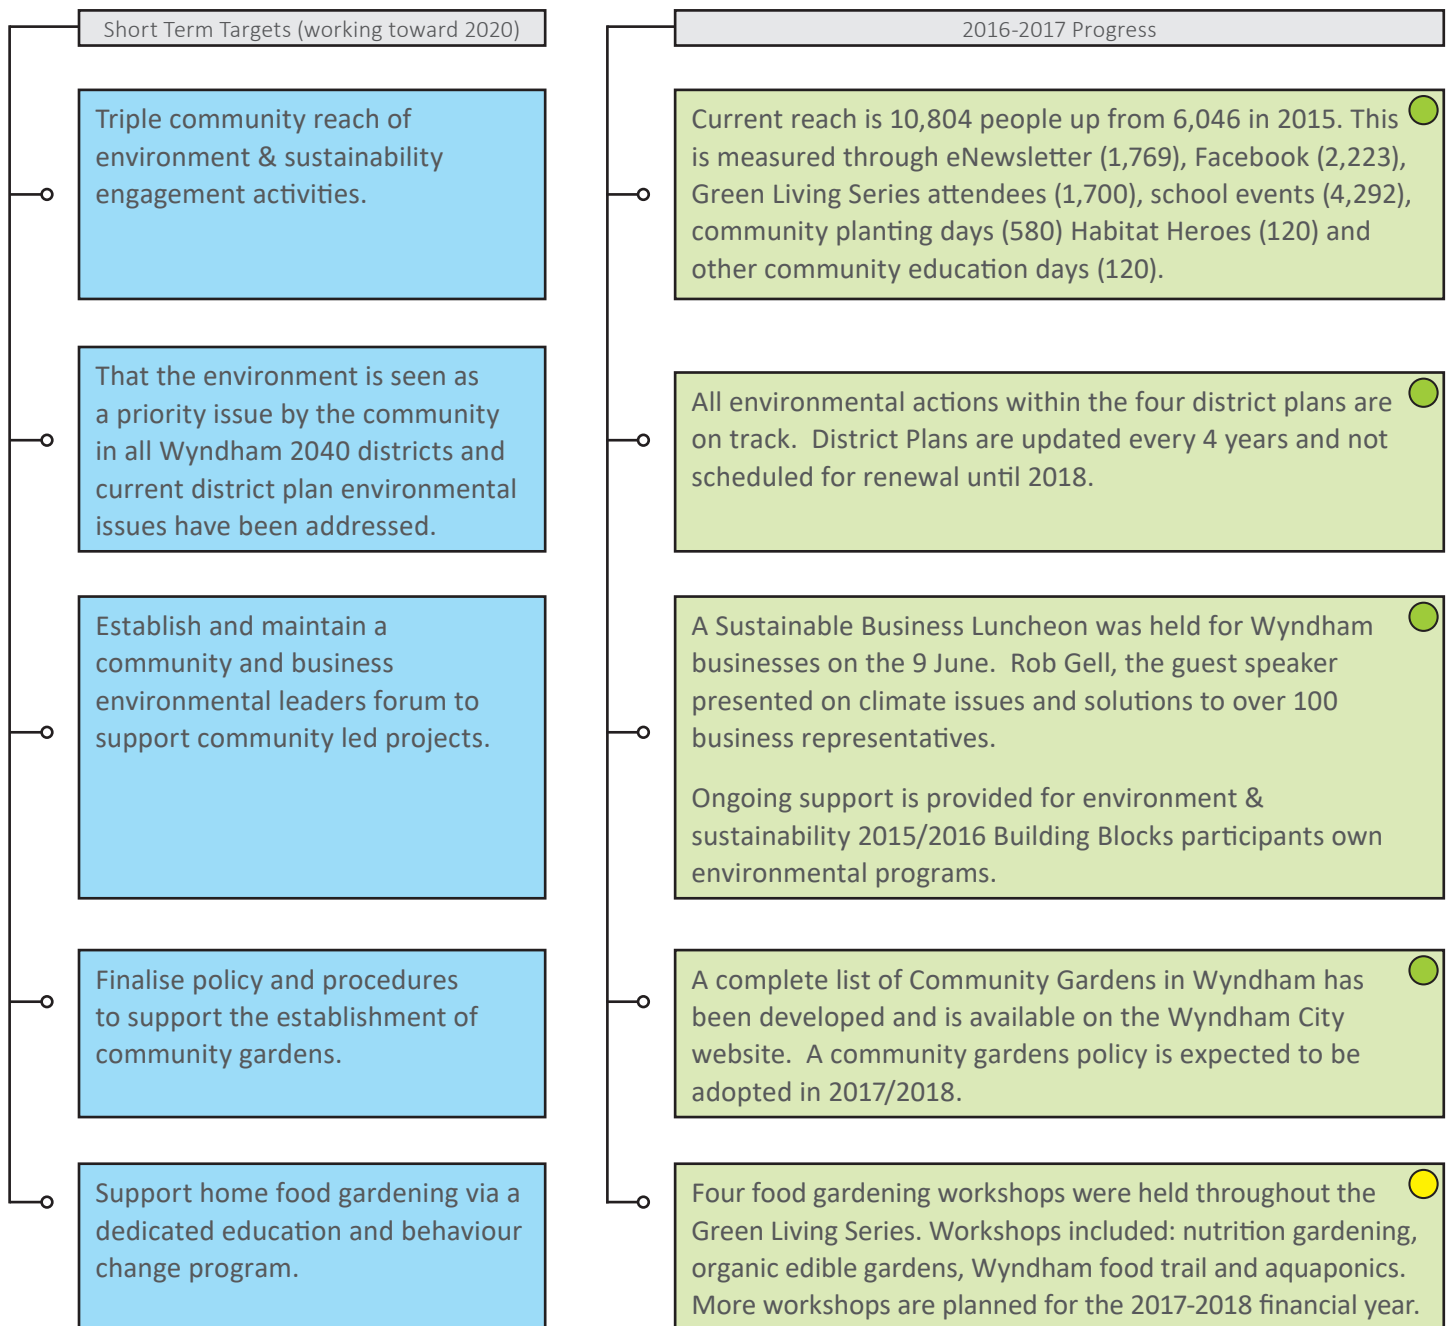 Short Term Targets (working toward 2020)
2016-2017 Progress
Triple community reach of
environment & sustainability
engagement activities.
Current reach is 10,804 people up from 6,046 in 2015. This
is measured through eNewsletter (1,769), Facebook (2,223),
Green Living Series attendees (1,700), school events (4,292),
community planting days (580) Habitat Heroes (120) and
other community education days (120).
That the environment is seen as
a priority issue by the community
in all Wyndham 2040 districts and
current district plan environmental
issues have been addressed.
All environmental actions within the four district plans are
on track.  District Plans are updated every 4 years and not
scheduled for renewal until 2018.
Establish and maintain a
community and business
environmental leaders forum to
support community led projects.
A Sustainable Business Luncheon was held for Wyndham
businesses on the 9 June.  Rob Gell, the guest speaker
presented on climate issues and solutions to over 100
business representatives.
Ongoing support is provided for environment &
sustainability 2015/2016 Building Blocks participants own
environmental programs.
Finalise policy and procedures
to support the establishment of
community gardens.
A complete list of Community Gardens in Wyndham has
been developed and is available on the Wyndham City
website.  A community gardens policy is expected to be
adopted in 2017/2018.
Support home food gardening via a
dedicated education and behaviour
change program.
Four food gardening workshops were held throughout the
Green Living Series. Workshops included: nutrition gardening,
organic edible gardens, Wyndham food trail and aquaponics.
More workshops are planned for the 2017-2018 financial year.